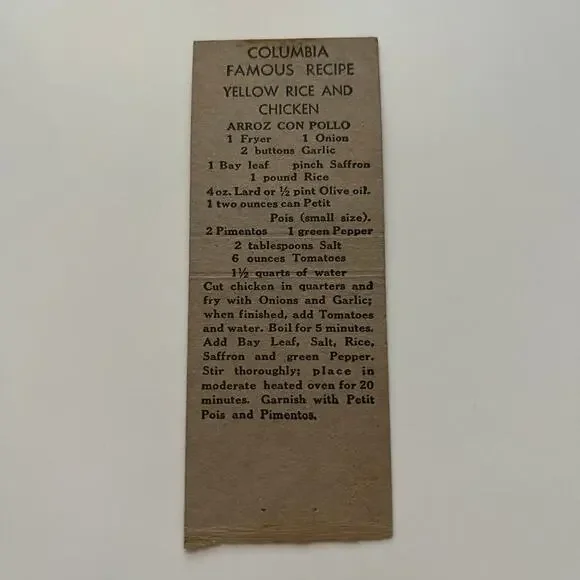 COLUMBIA
FAMOUS RECIPE
YELLOW RICE AND
CHICKEN
ARROZ CON POLLO
1 Fryer 1 Onion
2 buttons Garlic
1 Bay leaf pinch Saffron
1 pound Rice
4 oz. Lard or ½ pint Olive oil.
1 two ounces can Petit
Pois (small size).
2 Pimentos 1 green Pepper
2 tablespoons Salt
6 ounces Tomatoes
1½ quarts of water
Cut chicken in quarters and
fry with Onions and Garlic;
when finished, add Tomatoes
and water. Boil for 5 minutes.
Add Bay Leaf, Salt, Rice,
Saffron and green Pepper.
Stir thoroughly; place in
moderate heated oven for 20
minutes. Garnish with Petit
Pois and Pimentos.